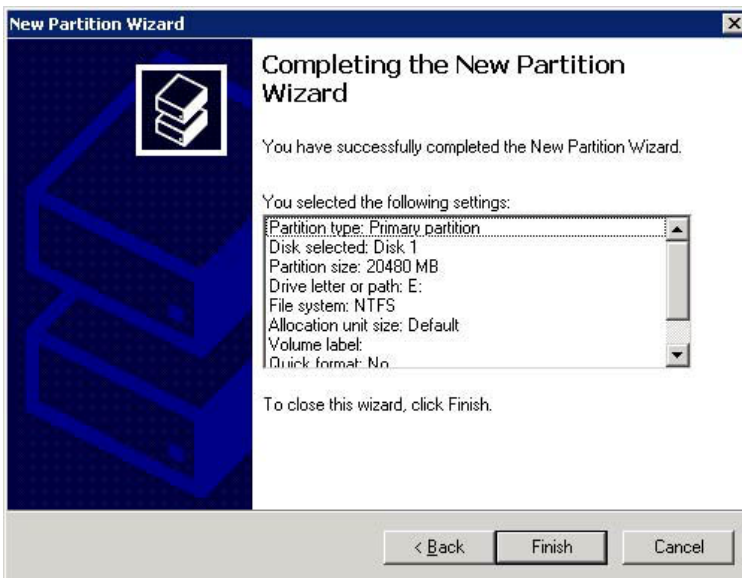 New Partition Wizard
Completing the New Partition
Wizard
You have successfully completed the New Partition Wizard.
You selected the following settings:
Partition type: Primary partition
Disk selected: Disk 1
Partition size: 20480 MB
Drive letter or path: E:
File system: NTFS
Allocation unit size: Default
Volume label:
Quick format: No
To close this wizard, click Finish.
< Back
Finish
Cancel